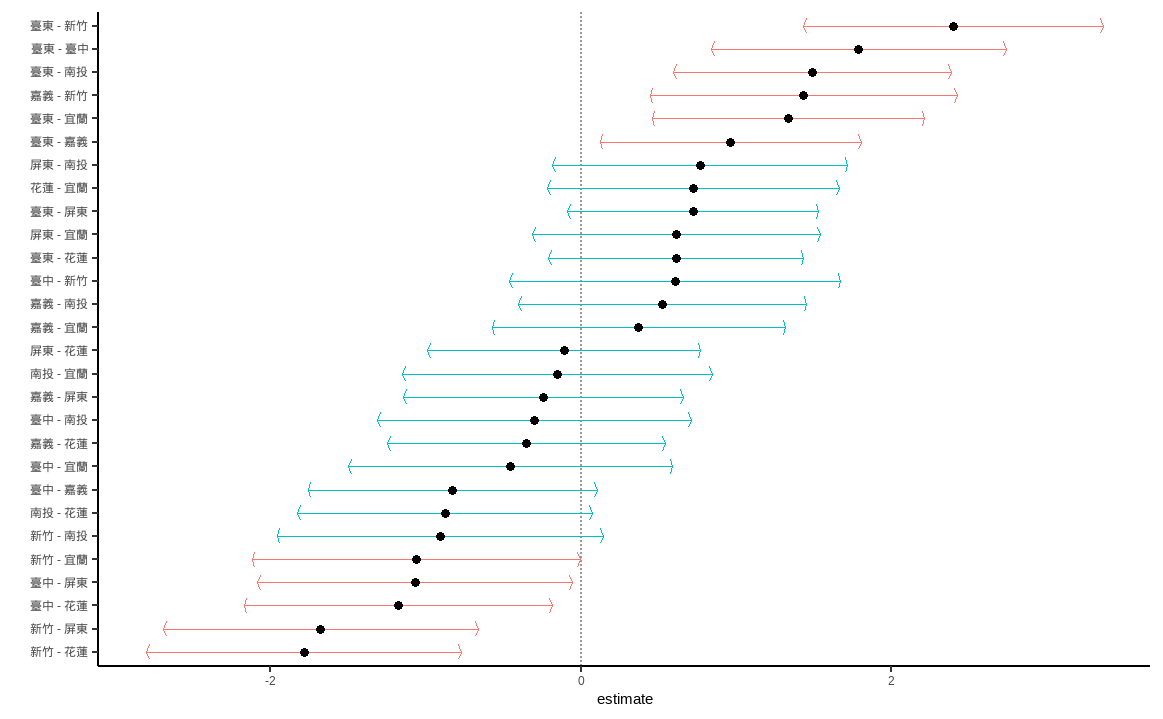 臺東 - 新竹
臺東 - 臺中
臺東 - 南投
嘉義 - 新竹
臺東 - 宜蘭
臺東 - 嘉義
屏東 - 南投
花蓮 - 宜蘭
臺東 - 屏東
屏東 - 宜蘭
臺東 - 花蓮
臺中 - 新竹
嘉義 - 南投
嘉義 - 宜蘭
屏東 - 花蓮
南投 - 宜蘭
嘉義 - 屏東
臺中 - 南投
嘉義 - 花蓮
臺中 - 宜蘭
臺中 - 嘉義
南投 - 花蓮
新竹 - 南投
新竹 - 宜蘭
臺中 - 屏東
臺中 - 花蓮
新竹 - 屏東
新竹 - 花蓮
-2 0 2
estimate